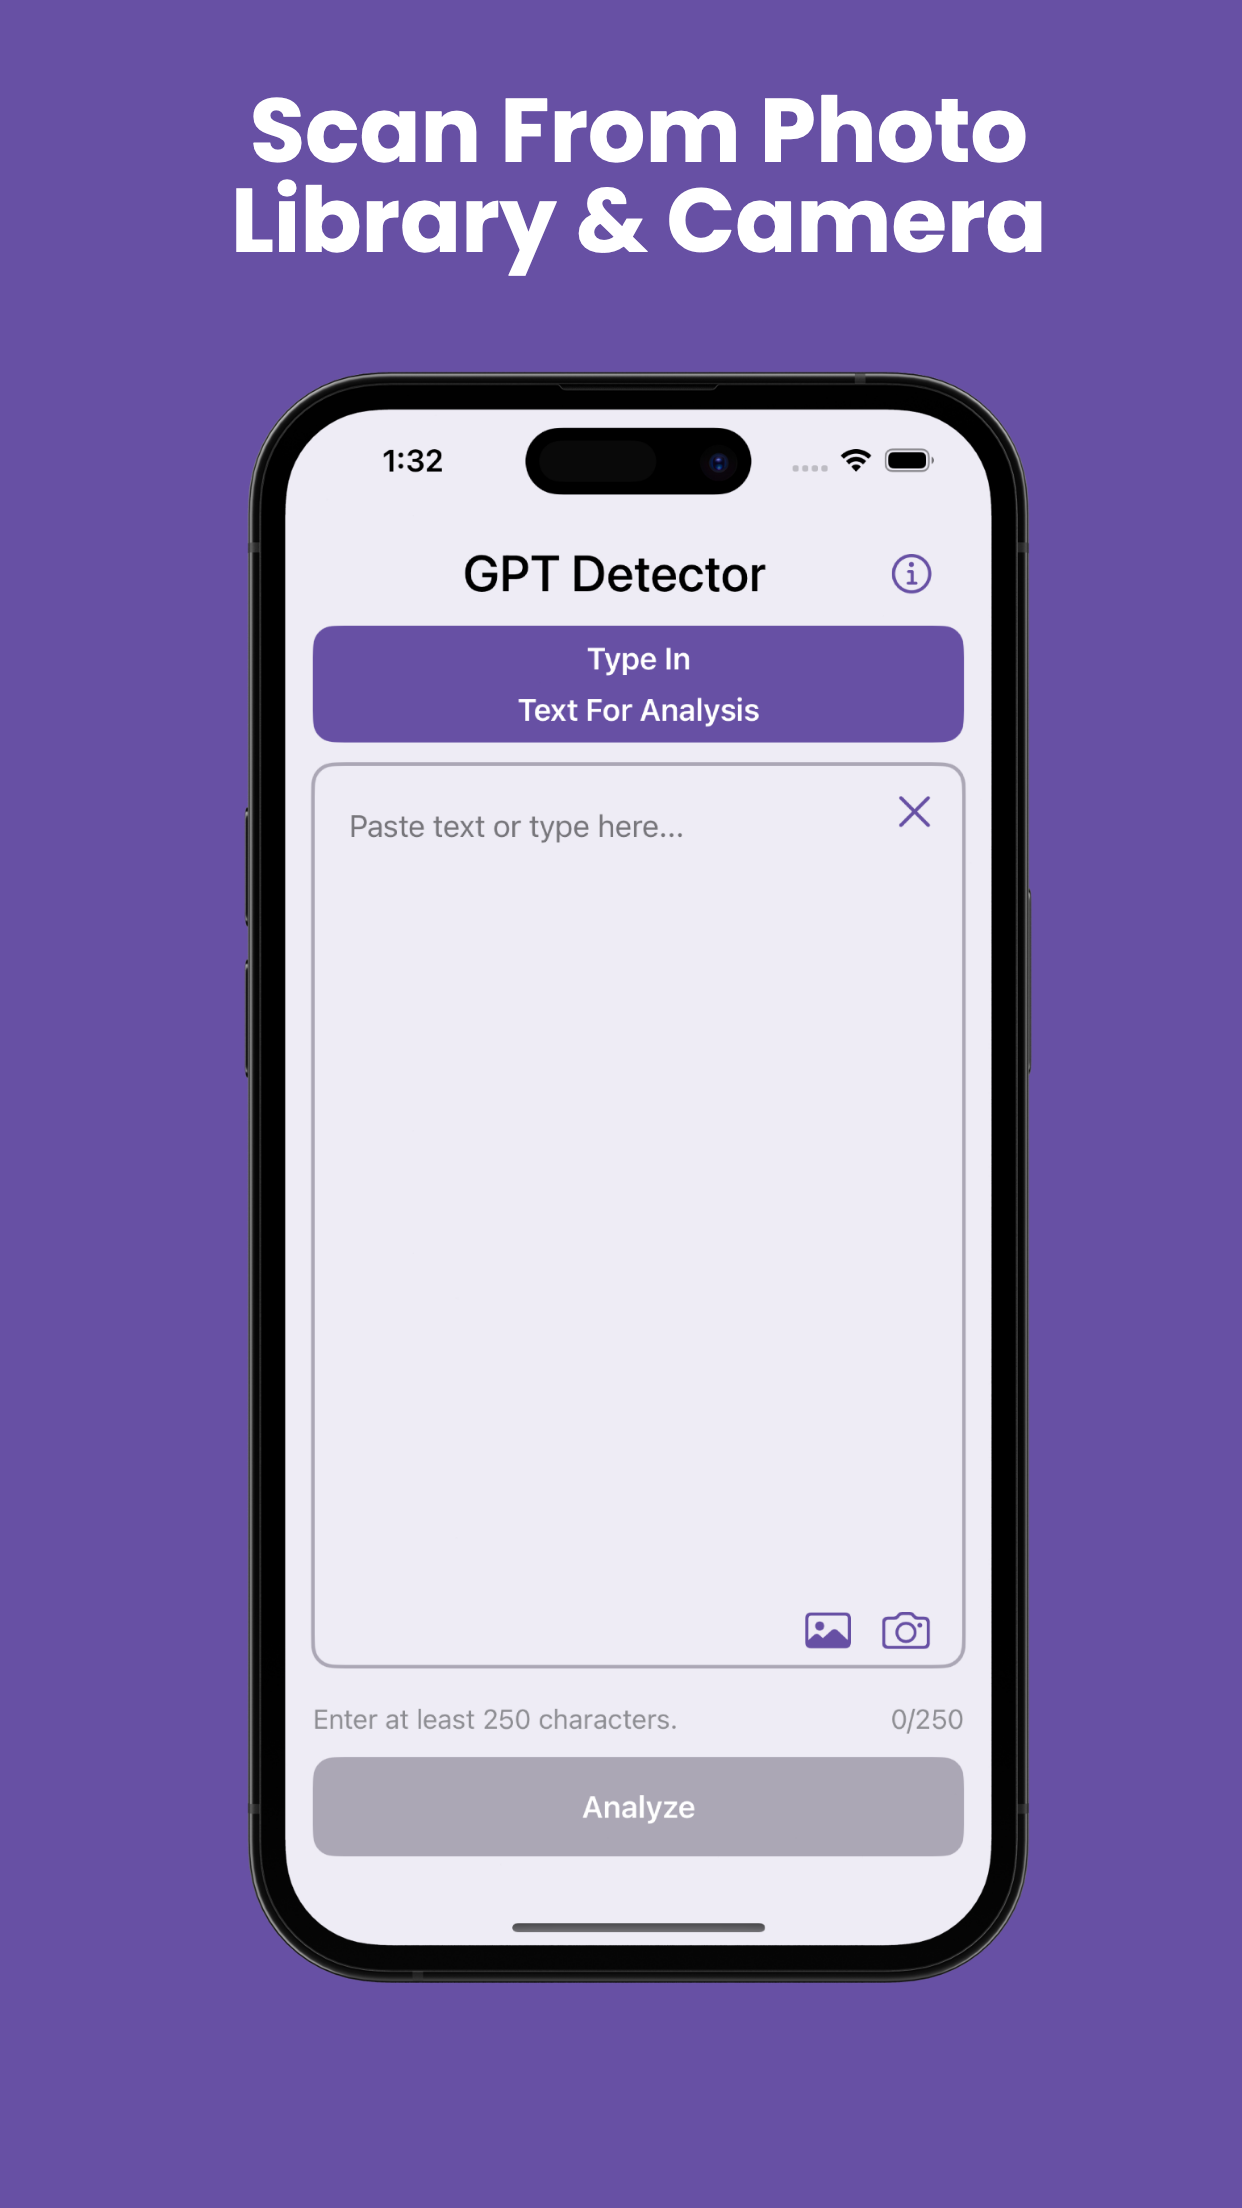 Scan From Photo
Library & Camera
1:32
GPT Detector
Type In
Text For Analysis
Paste text or type here...
Enter at least 250 characters.
0/250
Analyze